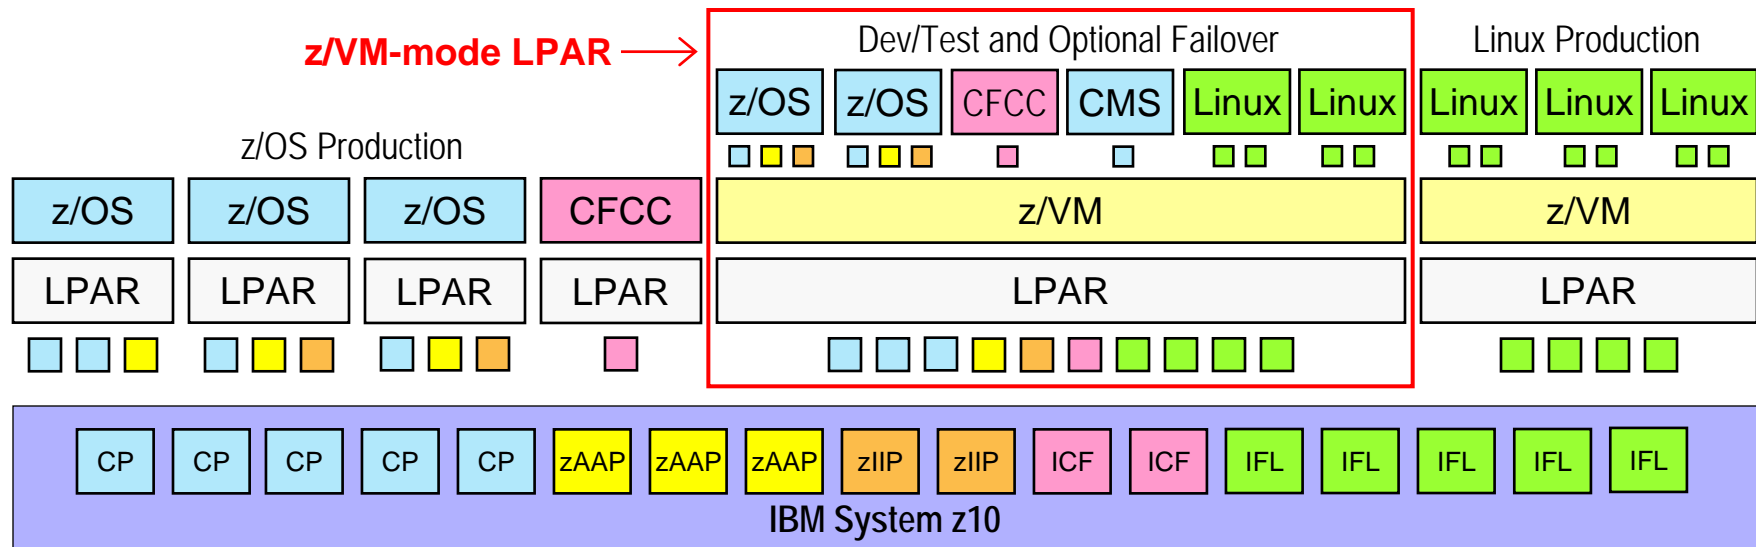 z/VM-mode LPAR
Dev/Test and Optional Failover
Linux Production
z/OS z/OS CFCC CMS Linux Linux Linux Linux Linux
z/OS Production
z/OS z/OS z/OS CFCC z/VM z/VM
LPAR LPAR LPAR LPAR LPAR LPAR
CP CP CP CP CP zAAP zAAP zAAP zIIP zIIP ICF ICF IFL IFL IFL IFL IFL
IBM System z10